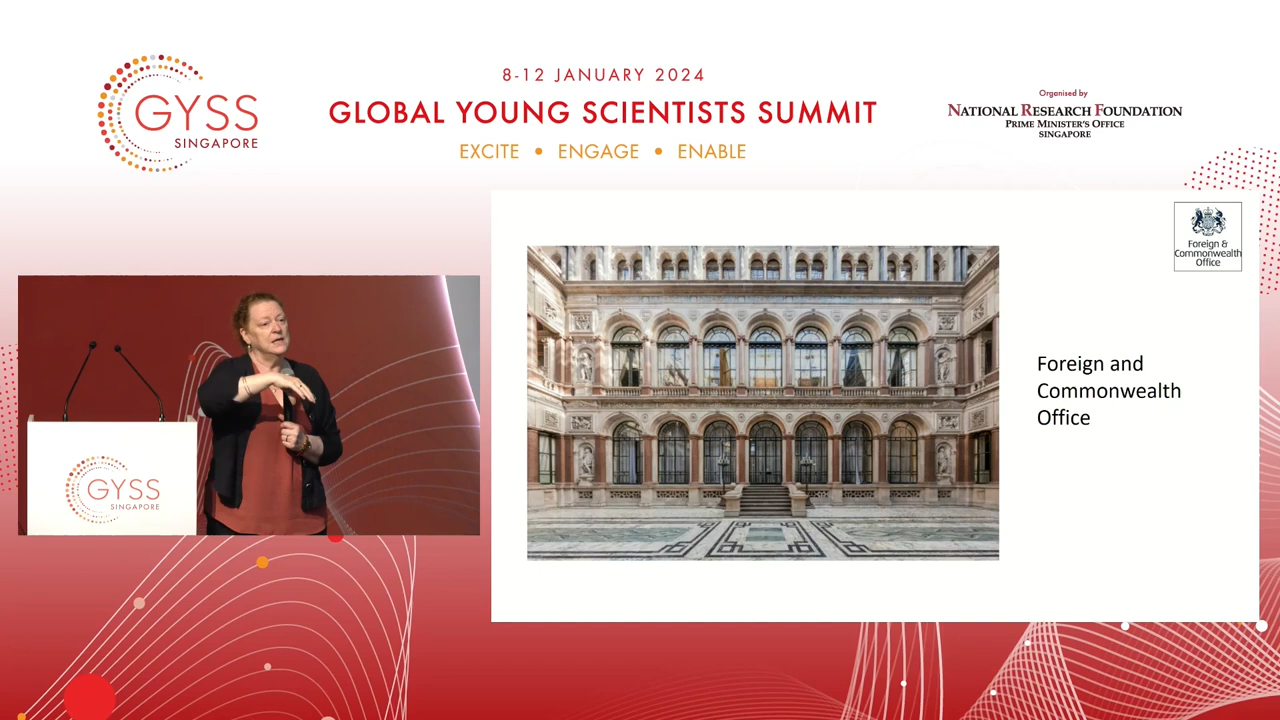 8-12 JANUARY 2024
GLOBAL YOUNG SCIENTISTS SUMMIT
EXCITE • ENGAGE • ENABLE
GYSS
SINGAPORE
Organised by
NATIONAL RESEARCH FOUNDATION
PRIME MINISTER'S OFFICE
SINGAPORE
Foreign &
Commonwealth
Office
Foreign and
Commonwealth
Office
GYSS
SINGAPORE